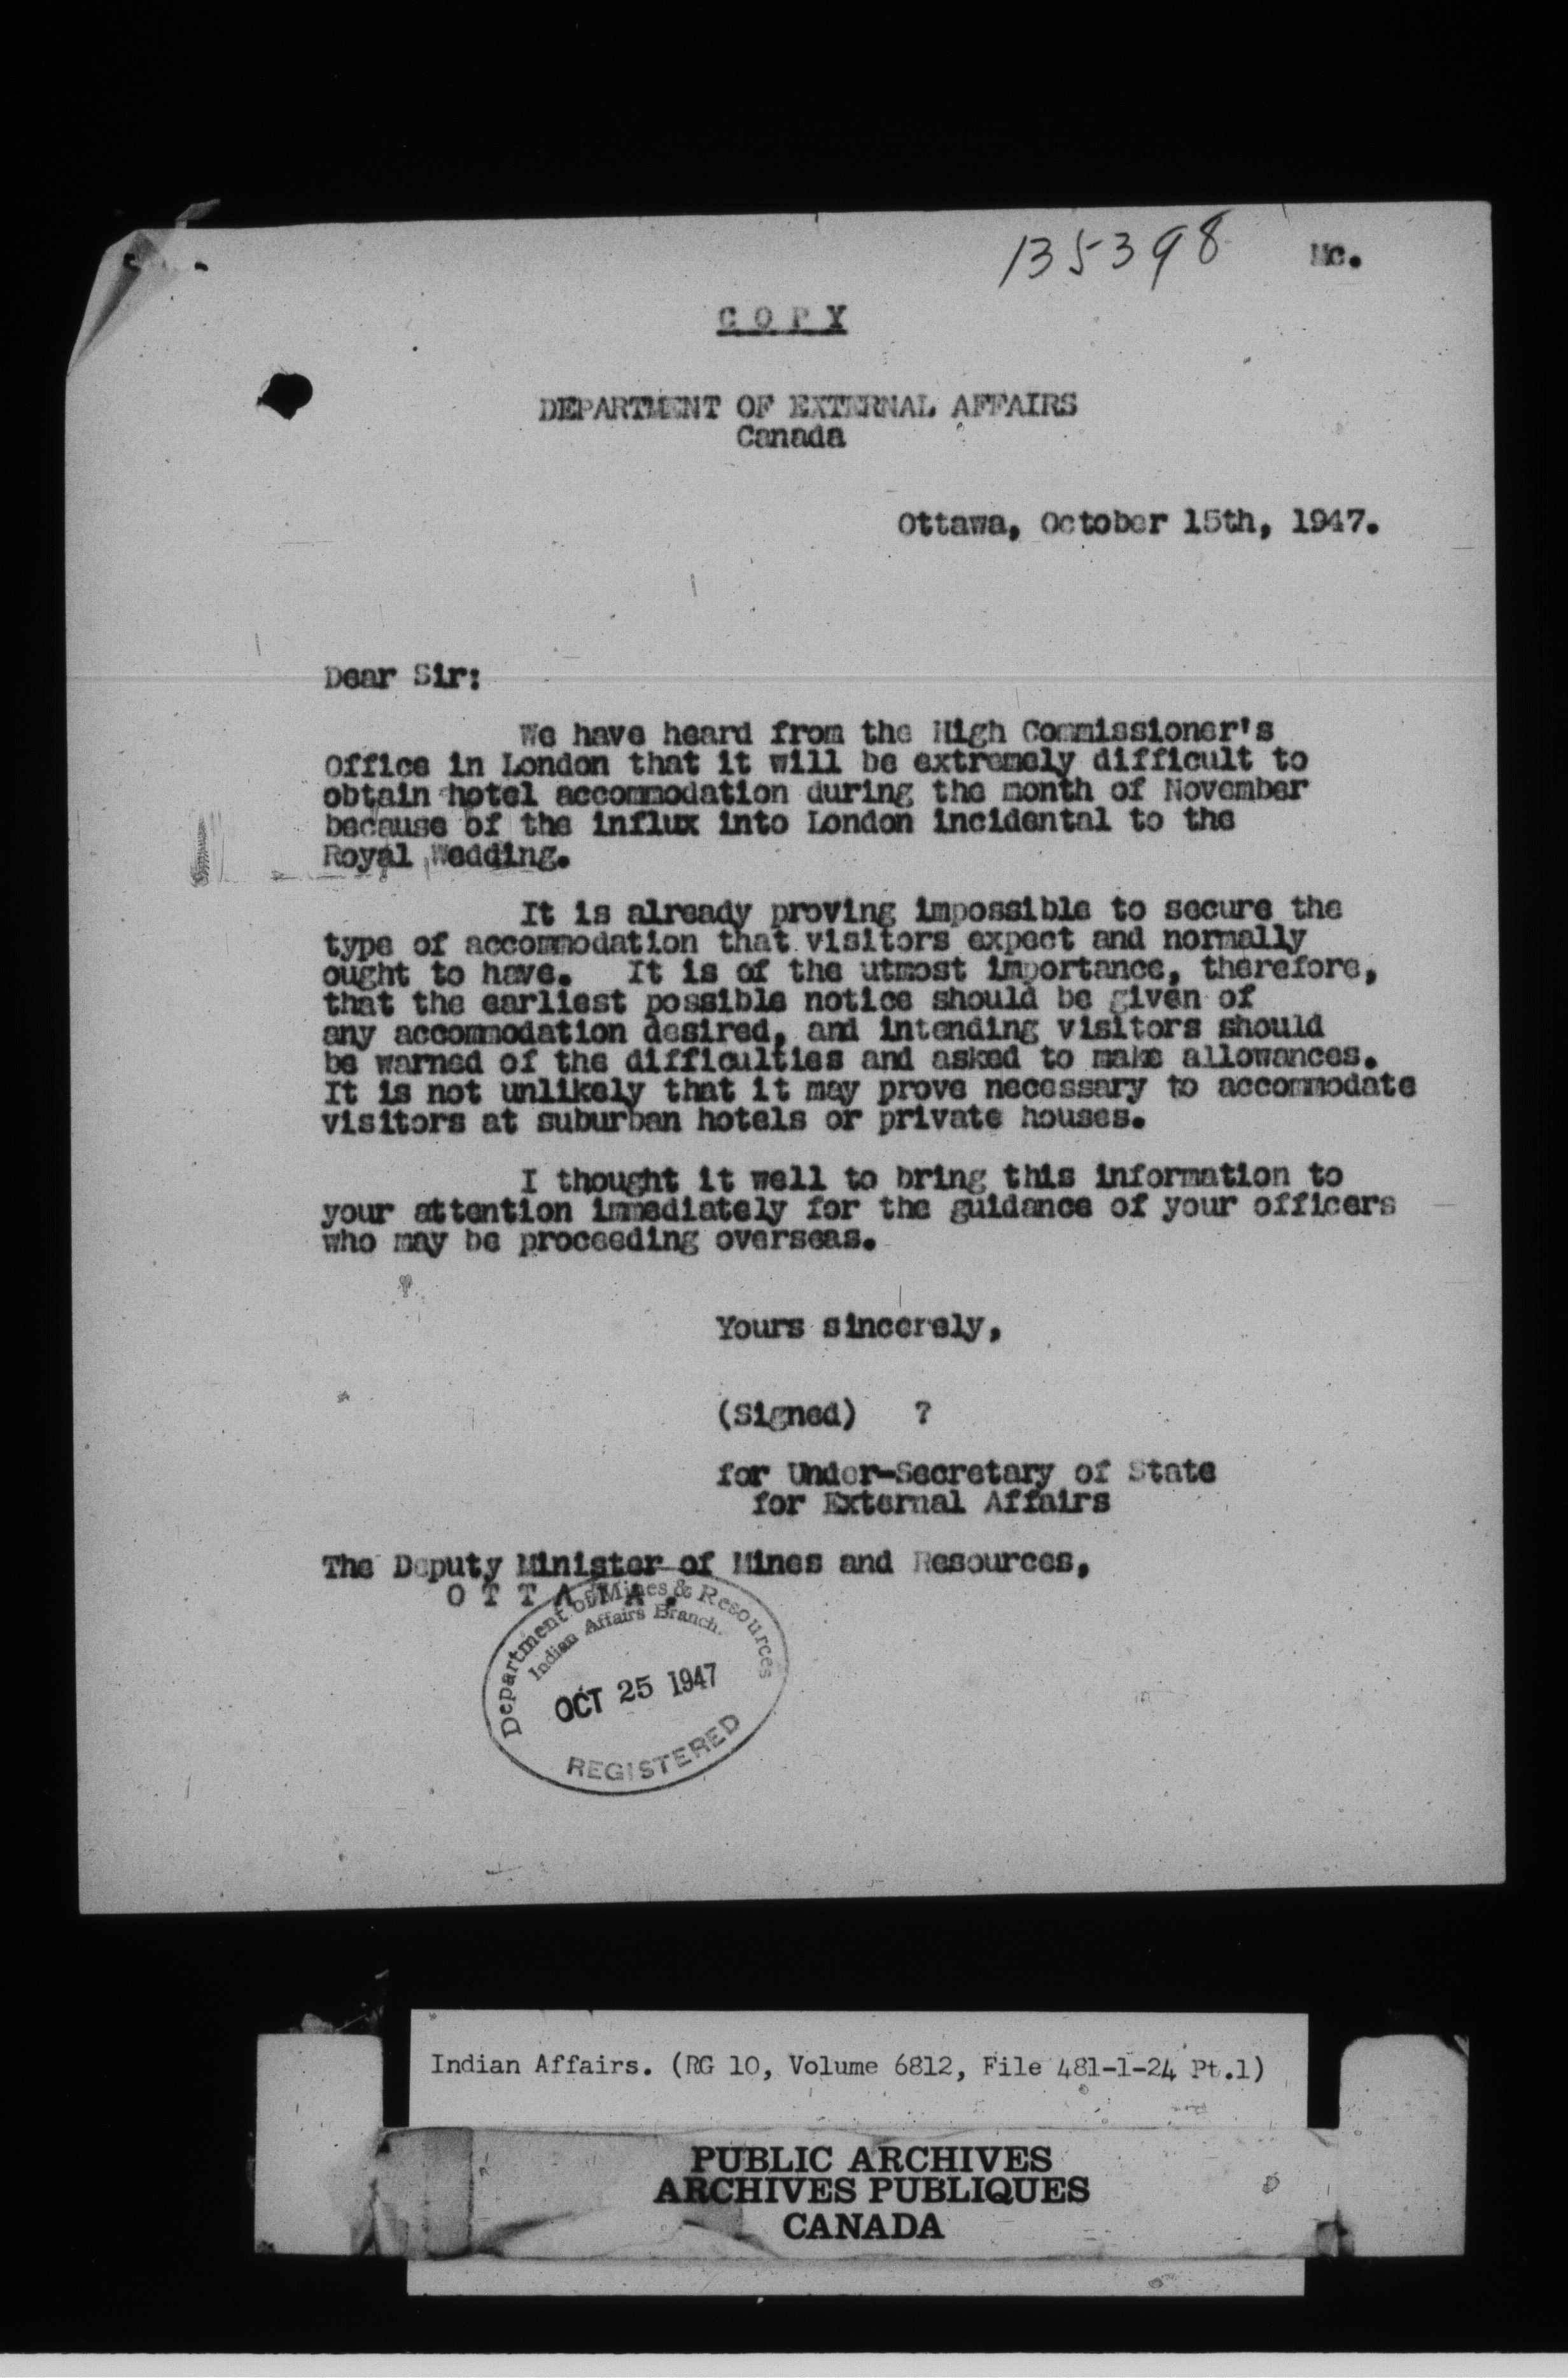 135398 Mc.
COPY
DEPARTMENT OF EXTERNAL AFFAIRS
Canada
Ottawa, October 15th, 1947.
Dear Sir:
We have heard from the High Commissioner's
Office in London that it will be extremely difficult to
obtain hotel accommodation during the month of November
because of the influx into London incidental to the
Royal Wedding.
It is already proving impossible to secure the
type of accommodation that visitors expect and normally
ought to have. It is of the utmost importance, therefore,
that the earliest possible notice should be given of
any accommodation desired, and intending visitors should
be warned of the difficulties and asked to make allowances.
It is not unlikely that it may prove necessary to accommodate
visitors at suburban hotels or private houses.
I thought it well to bring this information to
your attention immediately for the guidance of your officers
who may be proceeding overseas.
Yours sincerely,
(Signed) ?
for Under-Secretary of State
for External Affairs
The Deputy Minister of Mines and Resources,
OTTAWA.
Department of Mines & Resources
Indian Affairs Branch.
OCT 25 1947
REGISTERED
Indian Affairs. (RG 10, Volume 6812, File 481-1-24 Pt.1)
PUBLIC ARCHIVES
ARCHIVES PUBLIQUES
CANADA